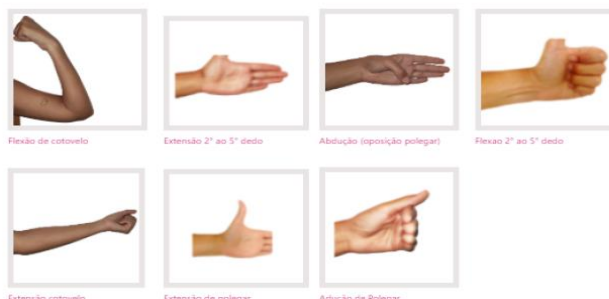 Flexão de cotovelo
Extensão 2° ao 5° dedo
Abdução (oposição polegar)
Flexao 2° ao 5° dedo
Extensão cotovelo
Extensão de polegar
Adução de Polegar